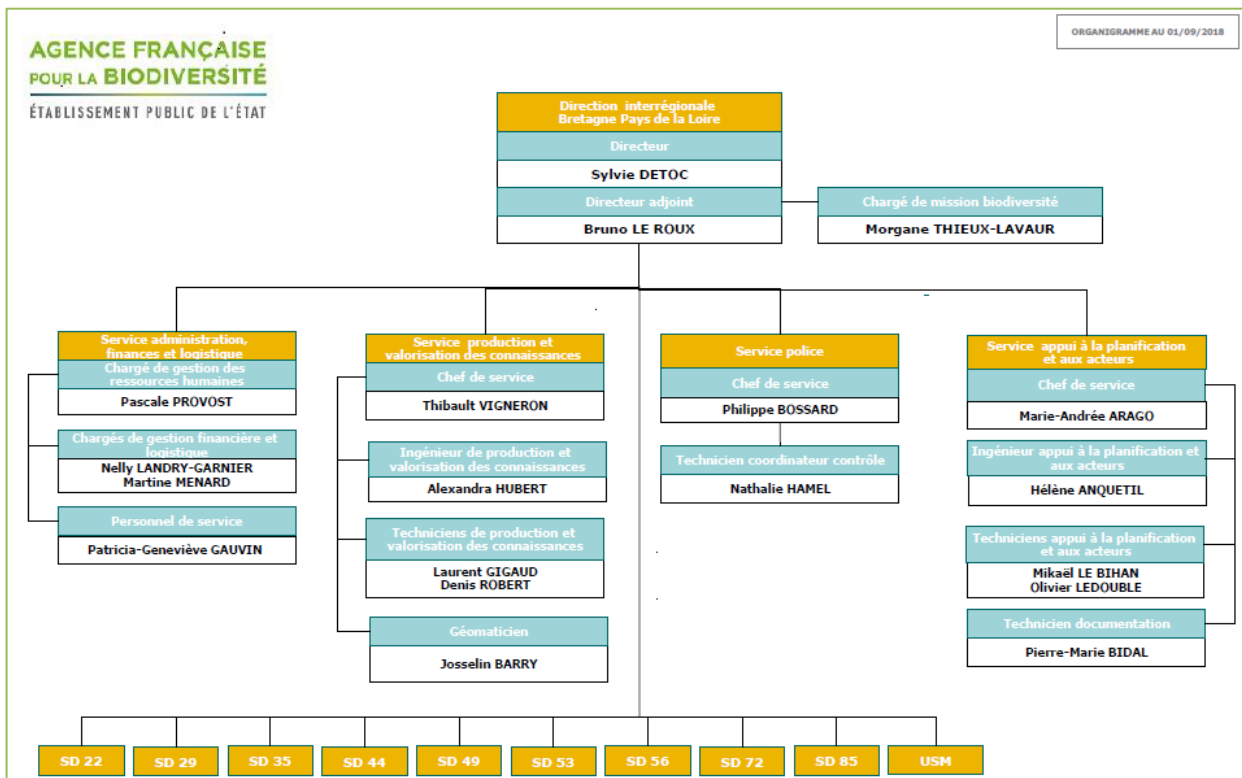 ORGANIGRAMME AU 01/09/2018
AGENCE FRANÇAISE
POUR LA BIODIVERSITÉ
ÉTABLISSEMENT PUBLIC DE L'ÉTAT
Direction interrégionale
Bretagne Pays de la Loire
Directeur
Sylvie DETOC
Directeur adjoint
Bruno LE ROUX
Chargé de mission biodiversité
Morgane THIEUX-LAVAUR
Service administration,
finances et logistique
Chargé de gestion des
ressources humaines
Pascale PROVOST
Chargés de gestion financière et
logistique
Nelly LANDRY-GARNIER
Martine MENARD
Personnel de service
Patricia-Geneviève GAUVIN
Service production et
valorisation des connaissances
Chef de service
Thibault VIGNERON
Ingénieur de production et
valorisation des connaissances
Alexandra HUBERT
Techniciens de production et
valorisation des connaissances
Laurent GIGAUD
Denis ROBERT
Géomaticien
Josselin BARRY
Service police
Chef de service
Philippe BOSSARD
Technicien coordinateur contrôle
Nathalie HAMEL
Service appui à la planification
et aux acteurs
Chef de service
Marie-Andrée ARAGO
Ingénieur appui à la planification et
aux acteurs
Hélène ANQUETIL
Techniciens appui à la planification
et aux acteurs
Mikaël LE BIHAN
Olivier LEDOUBLE
Technicien documentation
Pierre-Marie BIDAL
SD 22
SD 29
SD 35
SD 44
SD 49
SD 53
SD 56
SD 72
SD 85
USM